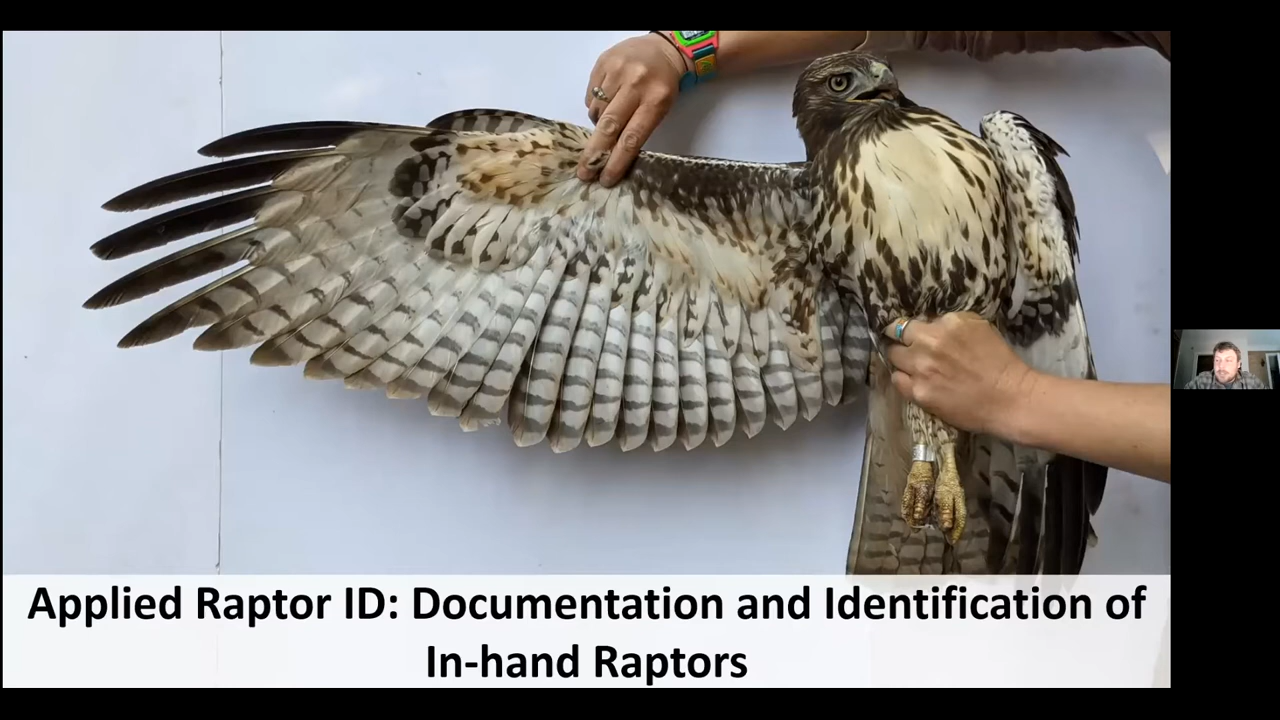 Applied Raptor ID: Documentation and Identification of
In-hand Raptors